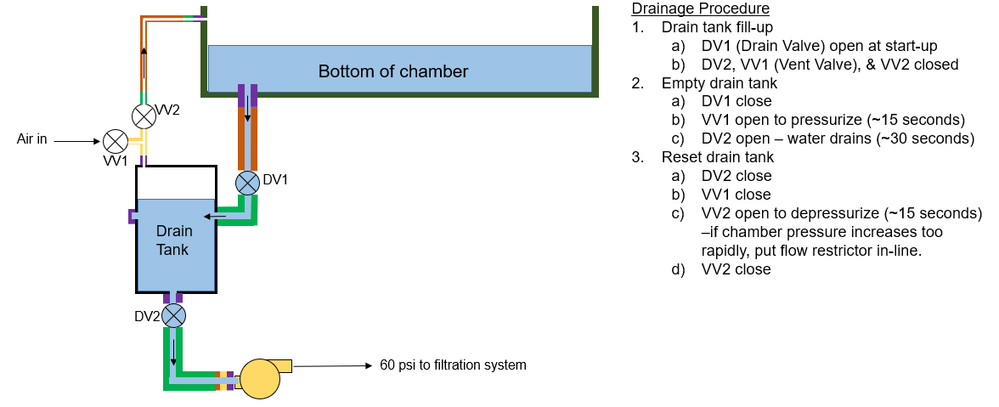 Drainage Procedure
1. Drain tank fill-up
a) DV1 (Drain Valve) open at start-up
b) DV2, VV1 (Vent Valve), & VV2 closed
2. Empty drain tank
a) DV1 close
b) VV1 open to pressurize (~15 seconds)
c) DV2 open – water drains (~30 seconds)
3. Reset drain tank
a) DV2 close
b) VV1 close
c) VV2 open to depressurize (~15 seconds)
–if chamber pressure increases too
rapidly, put flow restrictor in-line.
d) VV2 close
Bottom of chamber
VV2
Air in
VV1
DV1
Drain
Tank
DV2
60 psi to filtration system